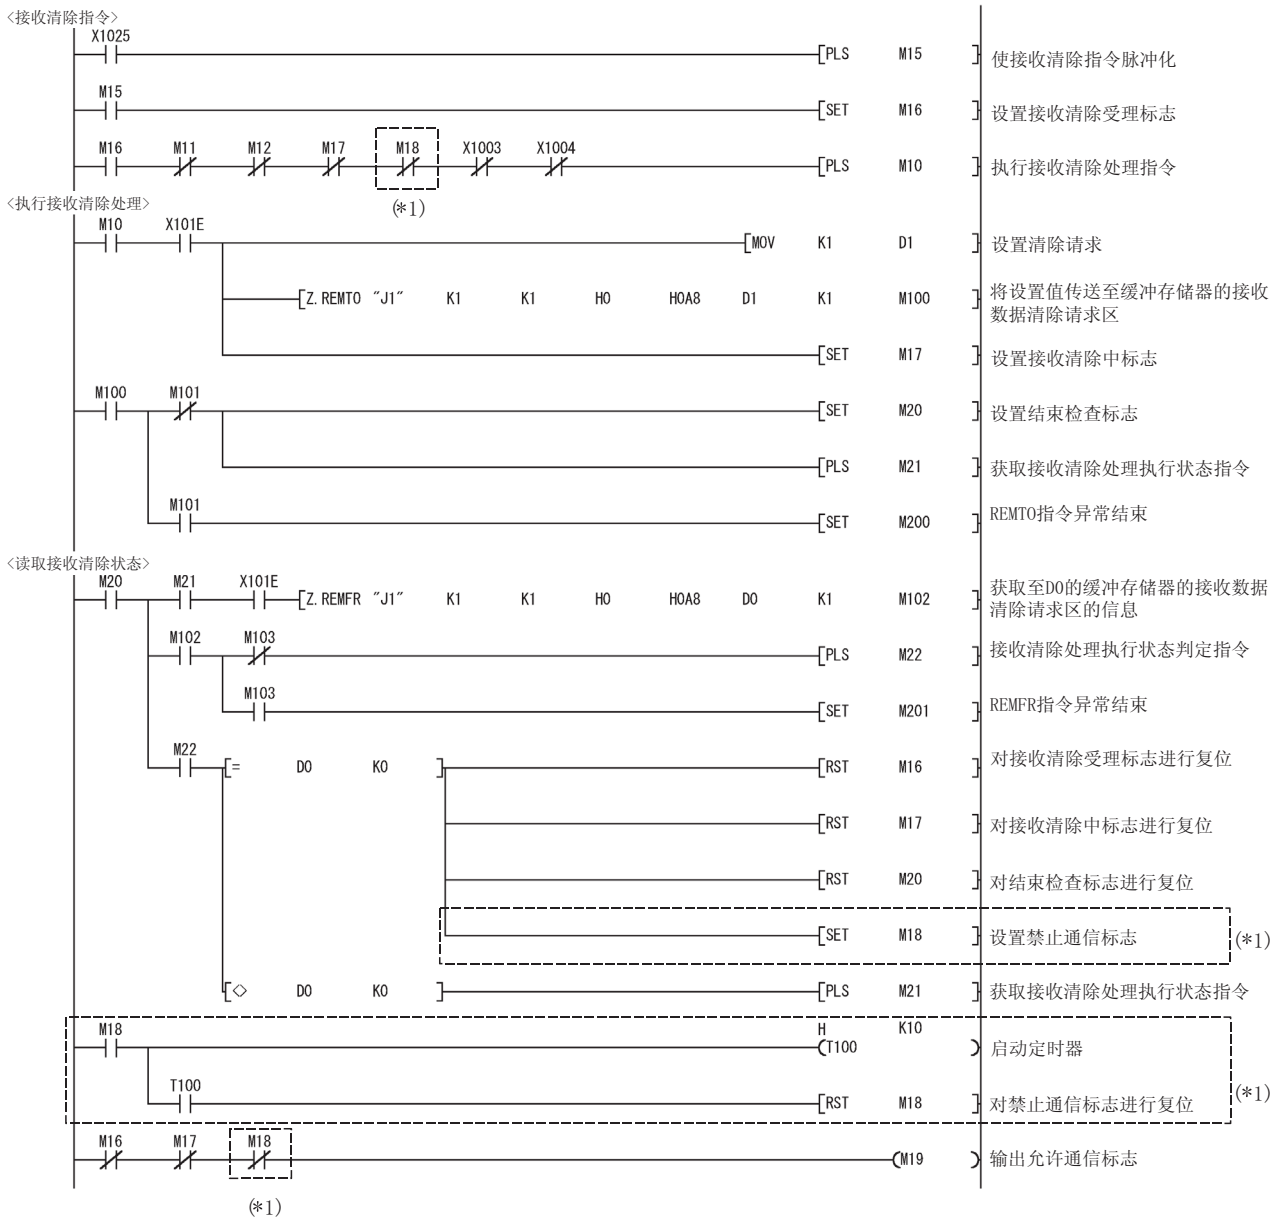 <接收清除指令>
X1025
[PLS M15 ] 使接收清除指令脉冲化
M15
[SET M16 ] 设置接收清除受理标志
M16 M11 M12 M17 M18 X1003 X1004
[PLS M10 ] 执行接收清除处理指令
(*1)
<执行接收清除处理>
M10 X101E
[MOV K1 D1 ] 设置清除请求
[Z.REMTO "J1" K1 K1 H0 H0A8 D1 K1 M100 ] 将设置值传送至缓冲存储器的接收
数据清除请求区
[SET M17 ] 设置接收清除中标志
M100 M101
[SET M20 ] 设置结束检查标志
[PLS M21 ] 获取接收清除处理执行状态指令
M101
[SET M200 ] REMTO指令异常结束
<读取接收清除状态>
M20 M21 X101E
[Z.REMFR "J1" K1 K1 H0 H0A8 D0 K1 M102 ] 获取至D0的缓冲存储器的接收数据
清除请求区的信息
M102 M103
[PLS M22 ] 接收清除处理执行状态判定指令
M103
[SET M201 ] REMFR指令异常结束
M22
[= D0 K0 ] [RST M16 ] 对接收清除受理标志进行复位
[RST M17 ] 对接收清除中标志进行复位
[RST M20 ] 对结束检查标志进行复位
[SET M18 ] 设置禁止通信标志 (*1)
[<> D0 K0 ] [PLS M21 ] 获取接收清除处理执行状态指令
M18 H K10
(T100 ) 启动定时器
T100 (*1)
[RST M18 ] 对禁止通信标志进行复位
M16 M17 M18
(M19 ) 输出允许通信标志
(*1)